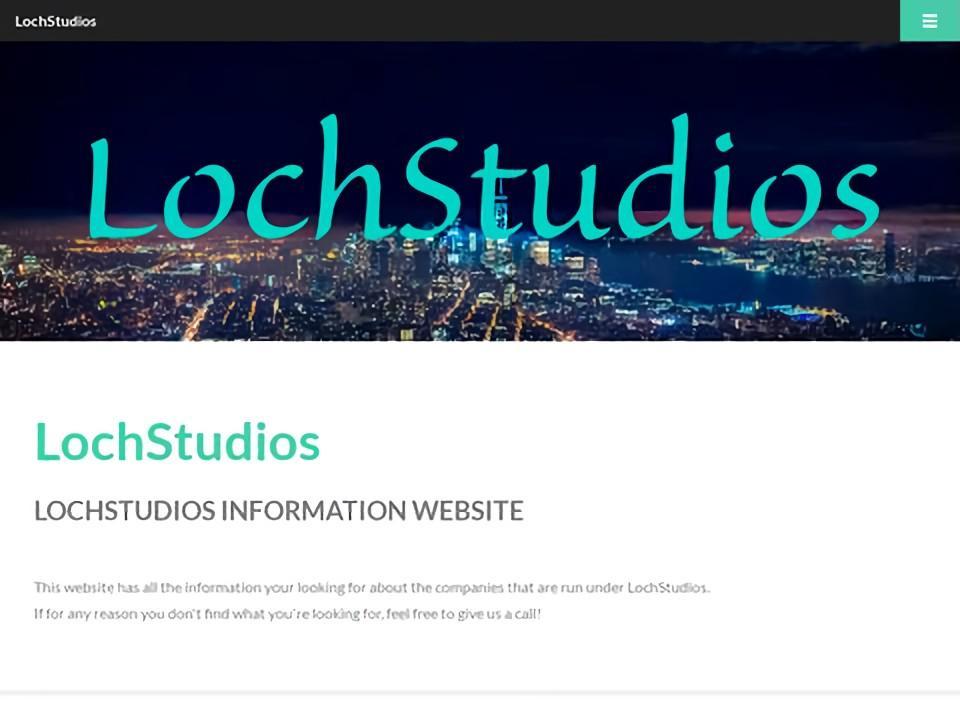 LochStudios
LochStudios
LochStudios
LOCHSTUDIOS INFORMATION WEBSITE
This website has all the information your looking for about the companies that are run under LochStudios.
If for any reason you don't find what you're looking for, feel free to give us a call!